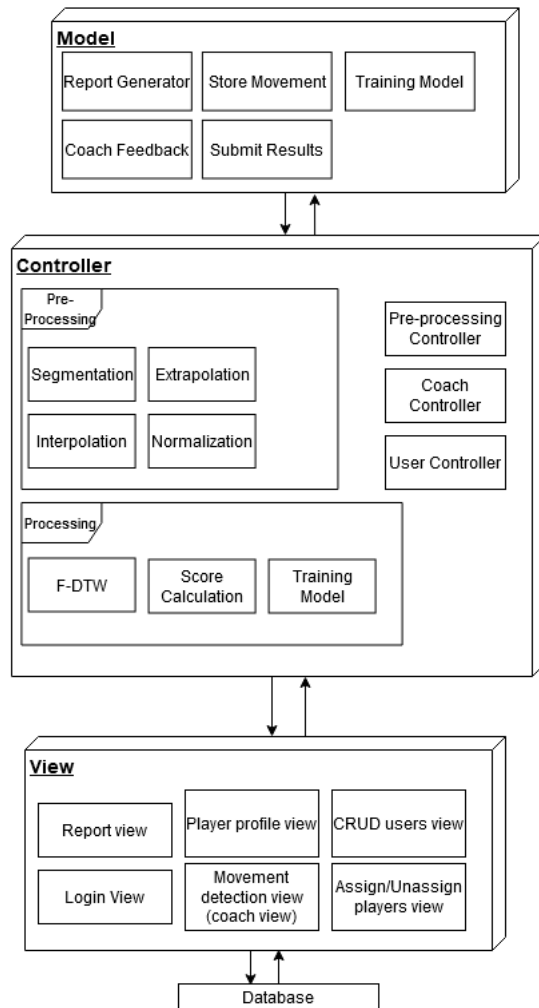 Model
Report Generator
Store Movement
Training Model
Coach Feedback
Submit Results
Controller
Pre-
Processing
Segmentation
Extrapolation
Interpolation
Normalization
Pre-processing
Controller
Coach
Controller
User Controller
Processing
F-DTW
Score
Calculation
Training
Model
View
Report view
Player profile view
CRUD users view
Login View
Movement
detection view
(coach view)
Assign/Unassign
players view
Database